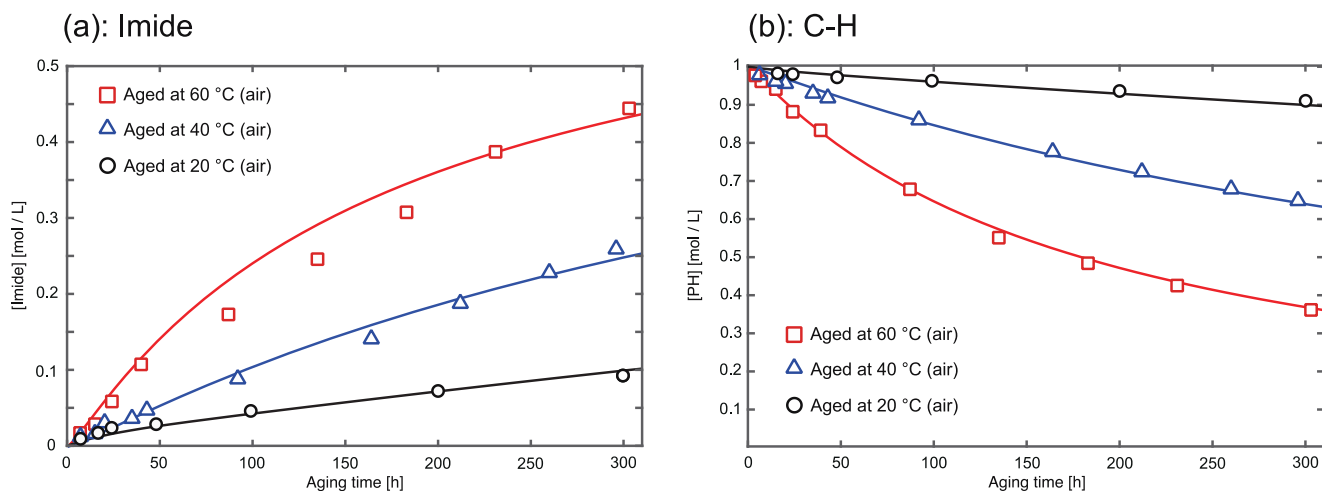 (a): Imide
0.5
0.4
0.3
0.2
0.1
0
[Imide] [mol / L]
Aged at 60 °C (air)
Aged at 40 °C (air)
Aged at 20 °C (air)
0 50 100 150 200 250 300
Aging time [h]
(b): C-H
1
0.9
0.8
0.7
0.6
0.5
0.4
0.3
0.2
0.1
[PH] [mol / L]
Aged at 60 °C (air)
Aged at 40 °C (air)
Aged at 20 °C (air)
0 50 100 150 200 250 300
Aging time [h]